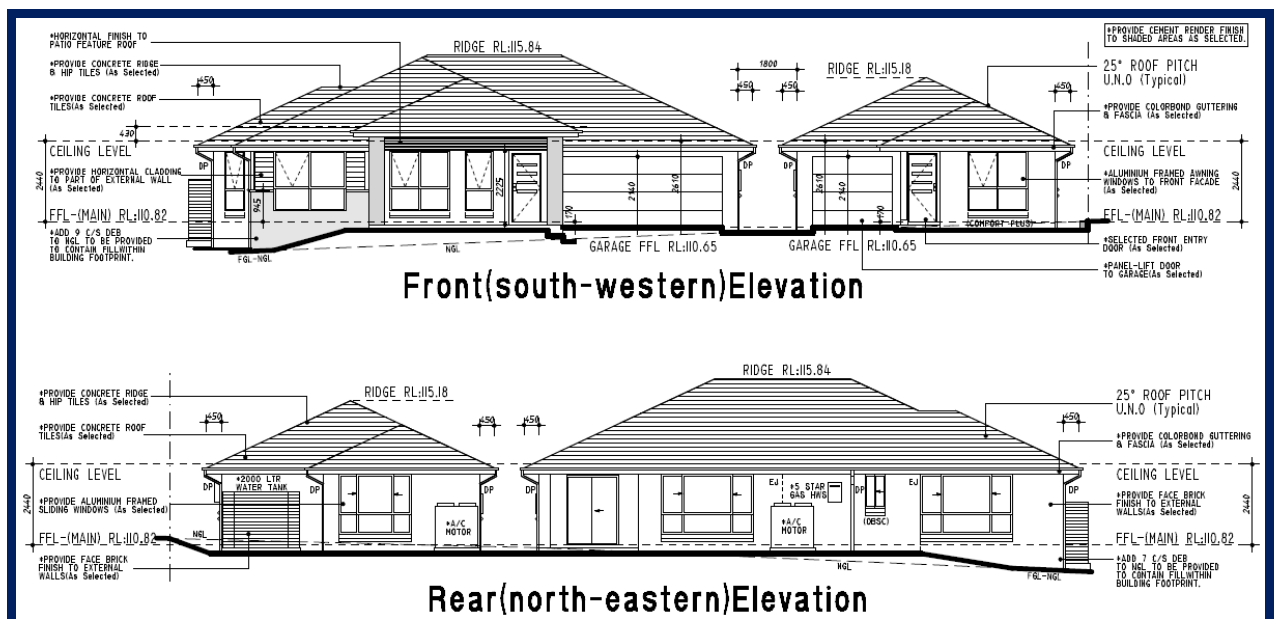 *HORIZONTAL FINISH TO
PATIO FEATURE ROOF
RIDGE RL:115.84
*PROVIDE CEMENT RENDER FINISH
TO SHADED AREAS AS SELECTED.
*PROVIDE CONCRETE RIDGE
& HIP TILES (As Selected)
450
1800
450
450
RIDGE RL:115.18
25° ROOF PITCH
U.N.O (Typical)
450
*PROVIDE CONCRETE ROOF
TILES(As Selected)
*PROVIDE COLORBOND GUTTERING
& FASCIA (As Selected)
430
CEILING LEVEL
DP
DP
DP
DP
CEILING LEVEL
2440
*PROVIDE HORIZONTAL CLADDING
TO PART OF EXTERNAL WALL
(As Selected)
945
2225
2140
2610
2610
2140
*ALUMINIUM FRAMED AWNING
WINDOWS TO FRONT FACADE
(As Selected)
2440
FFL-(MAIN) RL:110.82
170
170
(COMFORT PLUS)
FFL-(MAIN) RL:110.82
*ADD 9 C/S DEB
TO NGL TO BE PROVIDED
TO CONTAIN FILLWITHIN
BUILDING FOOTPRINT.
FGL-NGL
NGL
GARAGE FFL RL:110.65
GARAGE FFL RL:110.65
*SELECTED FRONT ENTRY
DOOR (As Selected)
*PANEL-LIFT DOOR
TO GARAGE(As Selected)
Front(south-western)Elevation
RIDGE RL:115.84
*PROVIDE CONCRETE RIDGE
& HIP TILES (As Selected)
RIDGE RL:115.18
25° ROOF PITCH
U.N.O (Typical)
450
450
450
450
*PROVIDE CONCRETE ROOF
TILES(As Selected)
*PROVIDE COLORBOND GUTTERING
& FASCIA (As Selected)
CEILING LEVEL
*2000 LTR
WATER TANK
DP
DP
DP
DP
EJ
*5 STAR
GAS HWS
DP
EJ
DP
CEILING LEVEL
2440
*PROVIDE ALUMINIUM FRAMED
SLIDING WINDOWS (As Selected)
*A/C
MOTOR
*A/C
MOTOR
(OBSC)
*PROVIDE FACE BRICK
FINISH TO EXTERNAL
WALLS(As Selected)
2440
FFL-(MAIN) RL:110.82
NGL
FFL-(MAIN) RL:110.82
*PROVIDE FACE BRICK
FINISH TO EXTERNAL
WALLS(As Selected)
NGL
FGL-NGL
*ADD 7 C/S DEB
TO NGL TO BE PROVIDED
TO CONTAIN FILLWITHIN
BUILDING FOOTPRINT.
Rear(north-eastern)Elevation